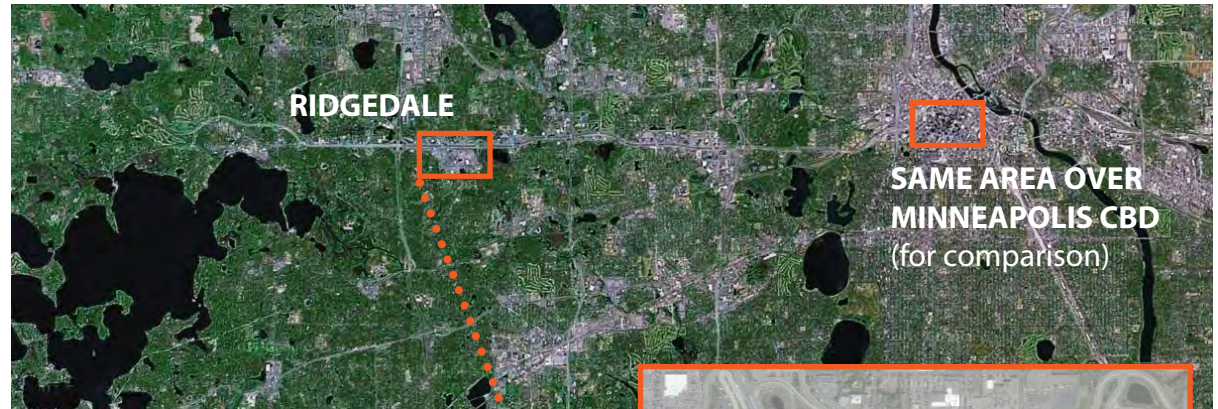 RIDGEDALE
SAME AREA OVER
MINNEAPOLIS CBD
(for comparison)